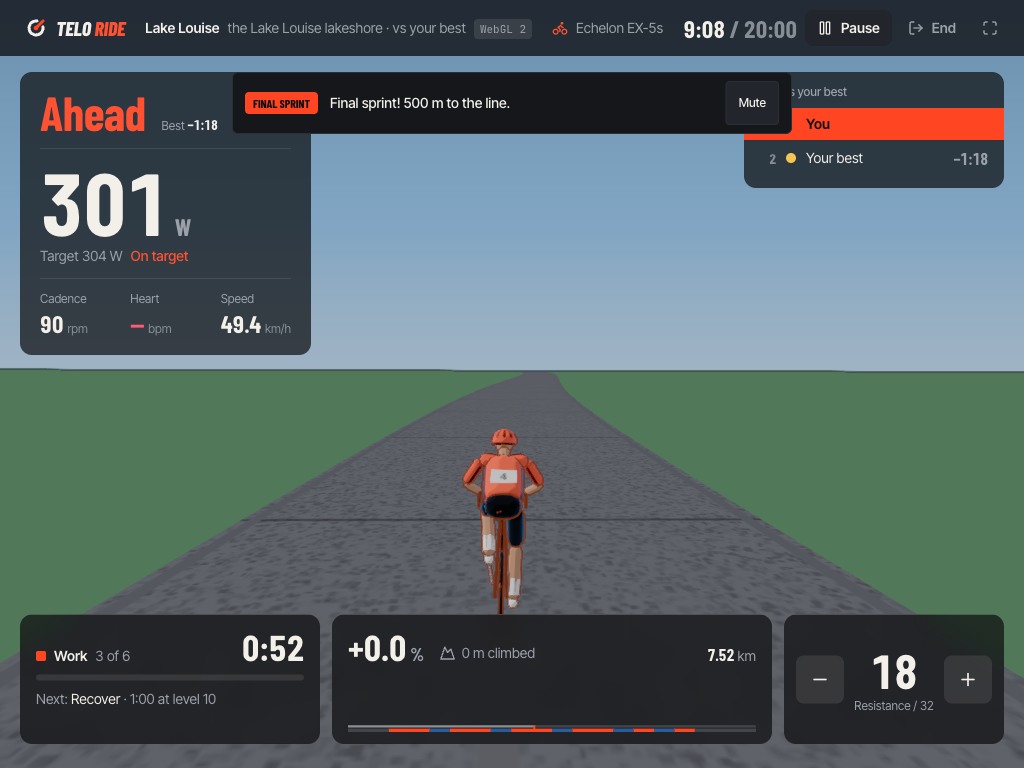 TELO RIDE
Lake Louise the Lake Louise lakeshore · vs your best WebGL 2
Echelon EX-5s
9:08 / 20:00
Pause
End
Ahead Best −1:18
FINAL SPRINT Final sprint! 500 m to the line.
Mute
s your best
You
2 Your best −1:18
301 W
Target 304 W On target
Cadence Heart Speed
90 rpm – bpm 49.4 km/h
4
Work 3 of 6 0:52
Next: Recover · 1:00 at level 10
+0.0 % 0 m climbed 7.52 km
− 18 +
Resistance / 32